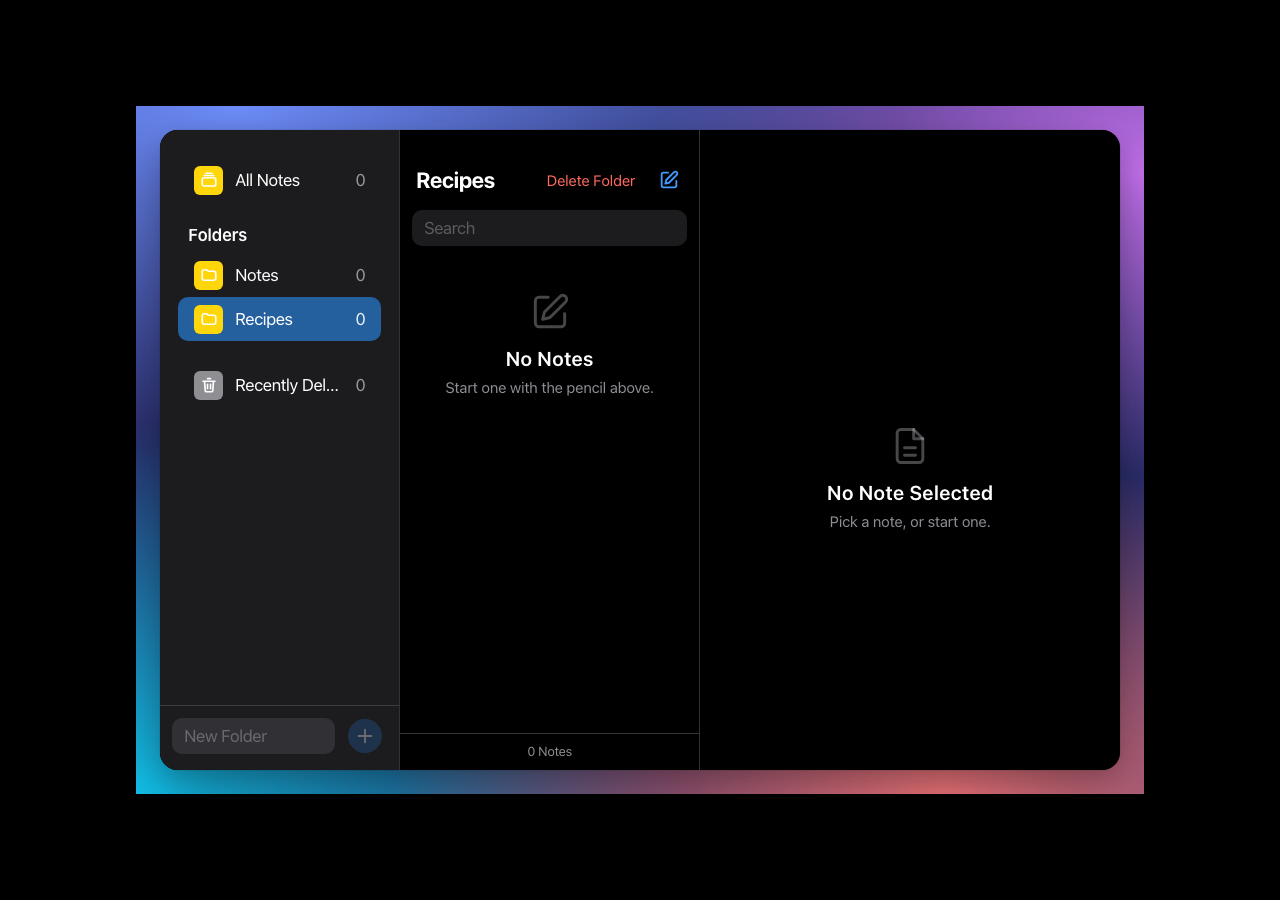 All Notes 0
Folders
Notes 0
Recipes 0
Recently Del... 0
New Folder
Recipes Delete Folder
Search
No Notes
Start one with the pencil above.
0 Notes
No Note Selected
Pick a note, or start one.